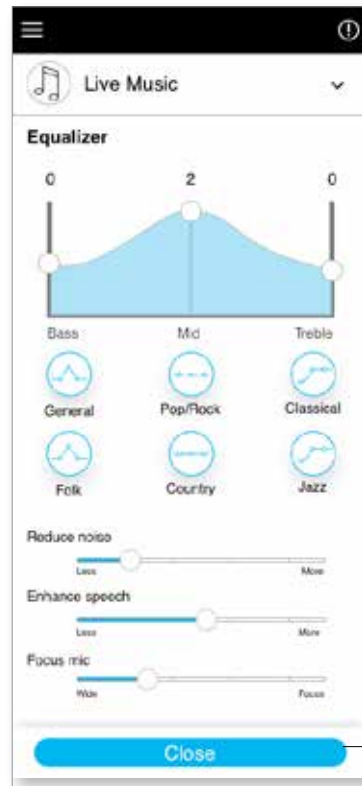 Live Music
Equalizer
0 2 0
Bass Mid Treble
General Pop/Rock Classical
Folk Country Jazz
Reduce noise
Less More
Enhance speech
Less More
Focus mic
Wide Focus
Close